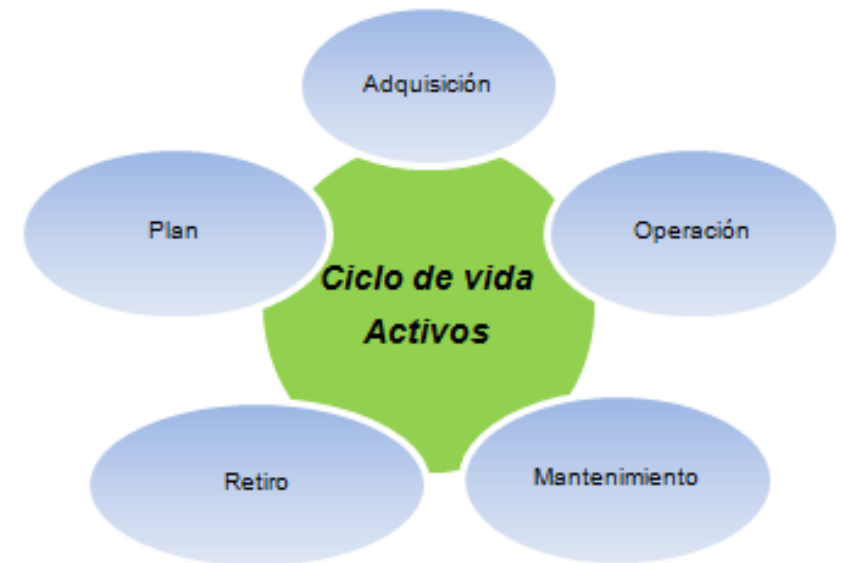 Adquisición
Plan
Operación
Ciclo de vida
Activos
Retiro
Mantenimiento